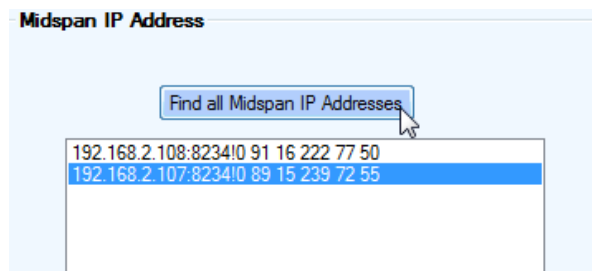 Midspan IP Address
Find all Midspan IP Addresses
192.168.2.108:8234!0 91 16 222 77 50
192.168.2.107:8234!0 89 15 239 72 55